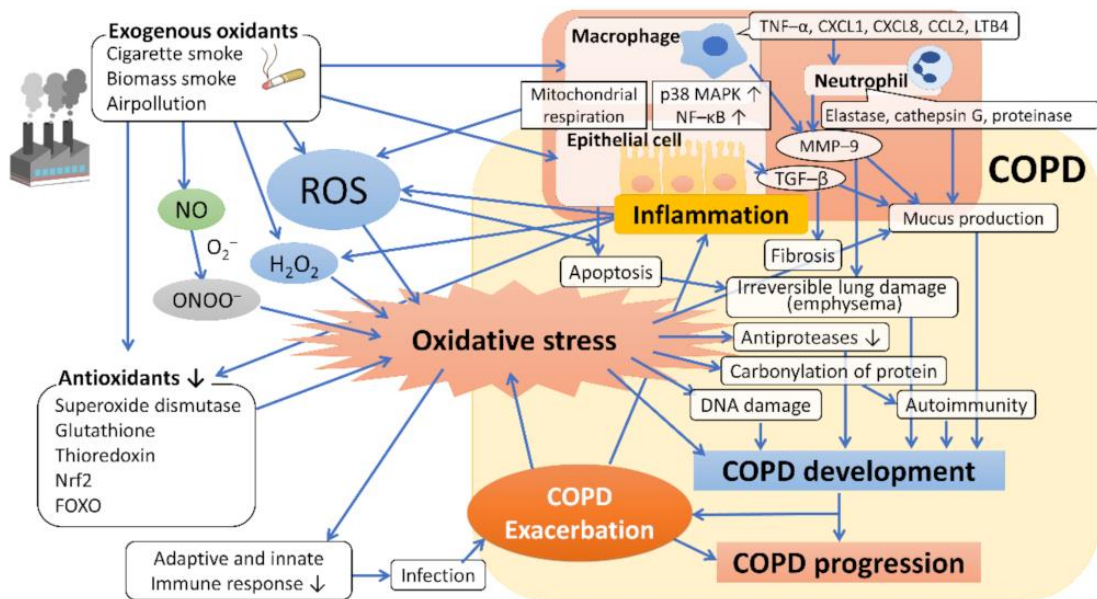 Exogenous oxidants
Cigarette smoke
Biomass smoke
Airpollution
Macrophage
TNF–α, CXCL1, CXCL8, CCL2, LTB4
Neutrophil
Mitochondrial
respiration
p38 MAPK ↑
NF–κB ↑
Elastase, cathepsin G, proteinase
Epithelial cell
MMP–9
COPD
TGF–β
ROS
NO
Inflammation
Mucus production
O₂⁻
H₂O₂
Apoptosis
Fibrosis
ONOO⁻
Irreversible lung damage
(emphysema)
Oxidative stress
Antiproteases ↓
Antioxidants ↓
Carbonylation of protein
Superoxide dismutase
Glutathione
Thioredoxin
Nrf2
FOXO
DNA damage
Autoimmunity
COPD development
COPD
Exacerbation
Adaptive and innate
Immune response ↓
Infection
COPD progression